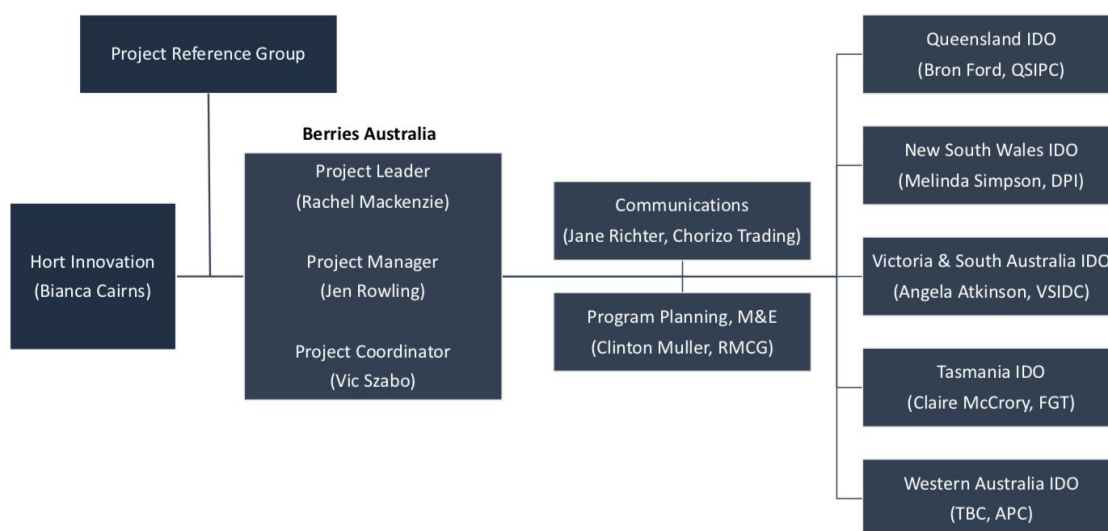 Project Reference Group
Berries Australia
Project Leader
(Rachel Mackenzie)
Project Manager
(Jen Rowling)
Project Coordinator
(Vic Szabo)
Hort Innovation
(Bianca Cairns)
Communications
(Jane Richter, Chorizo Trading)
Program Planning, M&E
(Clinton Muller, RMCG)
Queensland IDO
(Bron Ford, QSIPC)
New South Wales IDO
(Melinda Simpson, DPI)
Victoria & South Australia IDO
(Angela Atkinson, VSIDC)
Tasmania IDO
(Claire McCrory, FGT)
Western Australia IDO
(TBC, APC)